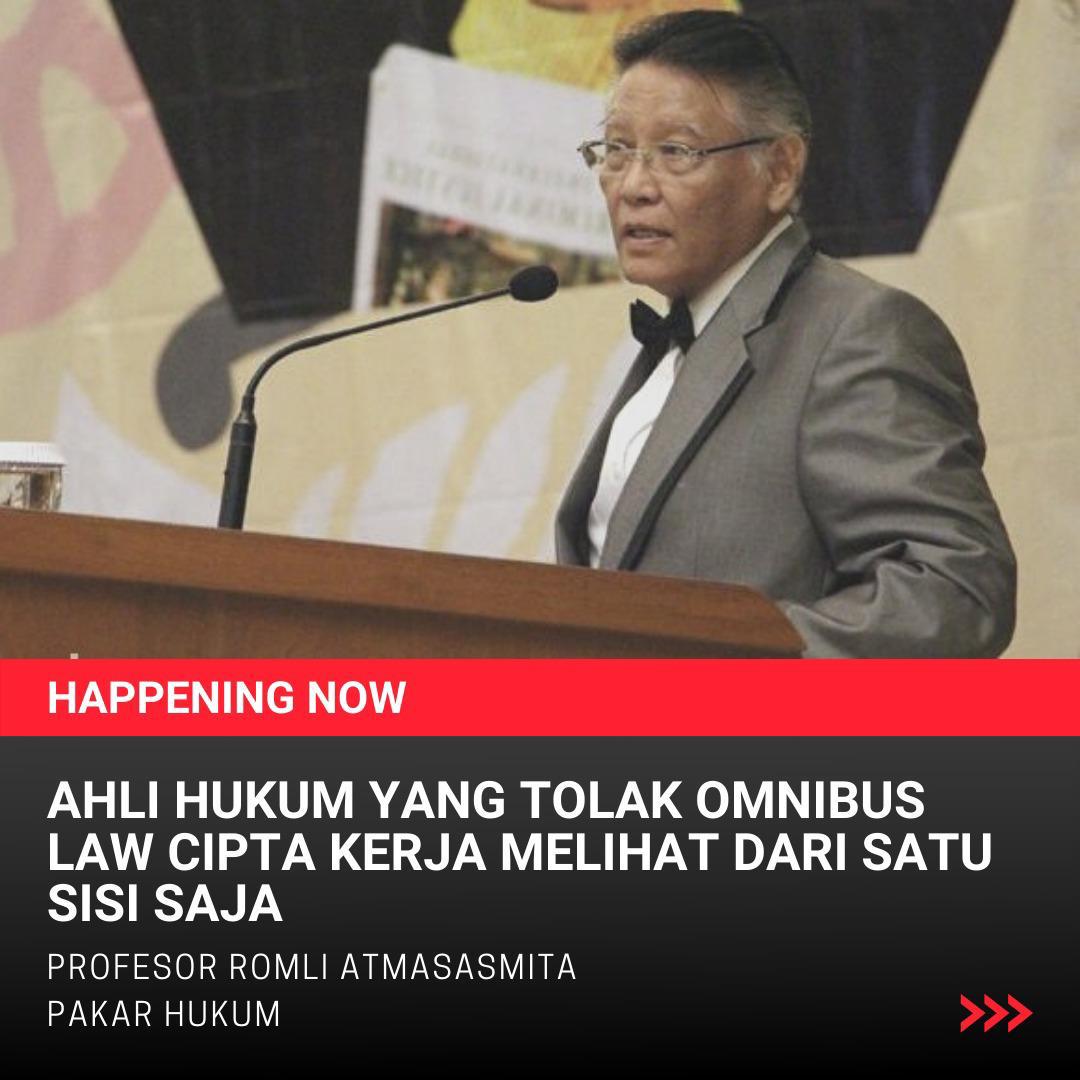 HAPPENING NOW
AHLI HUKUM YANG TOLAK OMNIBUS
LAW CIPTA KERJA MELIHAT DARI SATU
SISI SAJA
PROFESOR ROMLI ATMASASMITA
PAKAR HUKUM